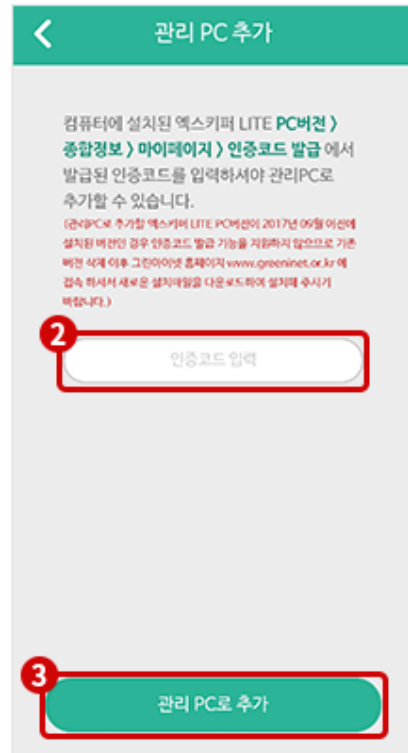 관리 PC 추가
컴퓨터에 설치된 엑스키퍼 LITE PC버전 〉
종합정보 〉 마이페이지 〉 인증코드 발급 에서
발급된 인증코드를 입력하셔야 관리PC로
추가할 수 있습니다.
(관리PC로 추가할 엑스키퍼 LITE PC버전이 2017년 09월 이전에
설치된 버전인 경우 인증코드 발급 기능을 지원하지 않으므로 기존
버전 삭제 이후 그린아이넷 홈페이지 www.greeninet.or.kr 에
접속 하셔서 새로운 설치파일을 다운로드하여 설치해 주시기
바랍니다.)
2
인증코드 입력
3
관리 PC로 추가